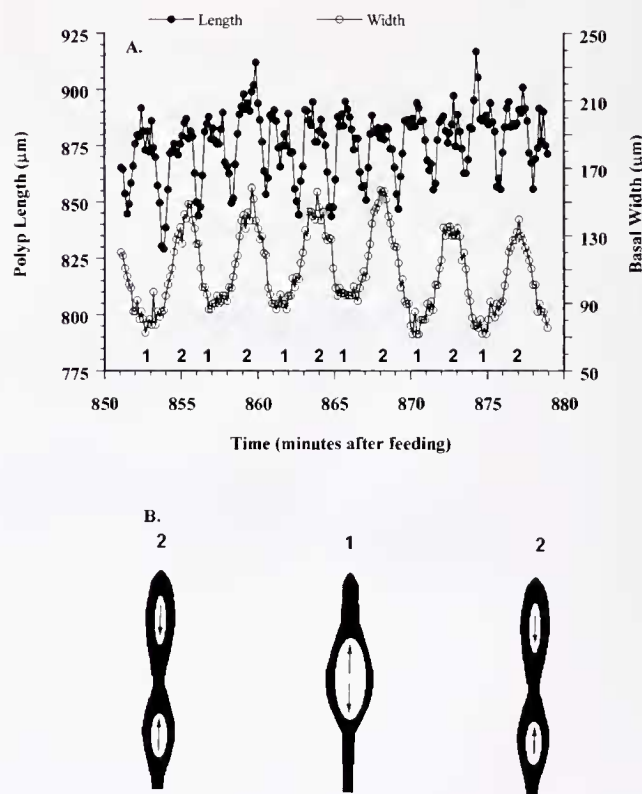 Length Width
A.
925
900
875
850
825
800
775
Polyp Length (µm)
250
210
170
130
90
50
Basal Width (µm)
1 2 1 2 1 2 1 2 1 2 1 2
850 855 860 865 870 875 880
Time (minutes after feeding)
B.
2 1 2